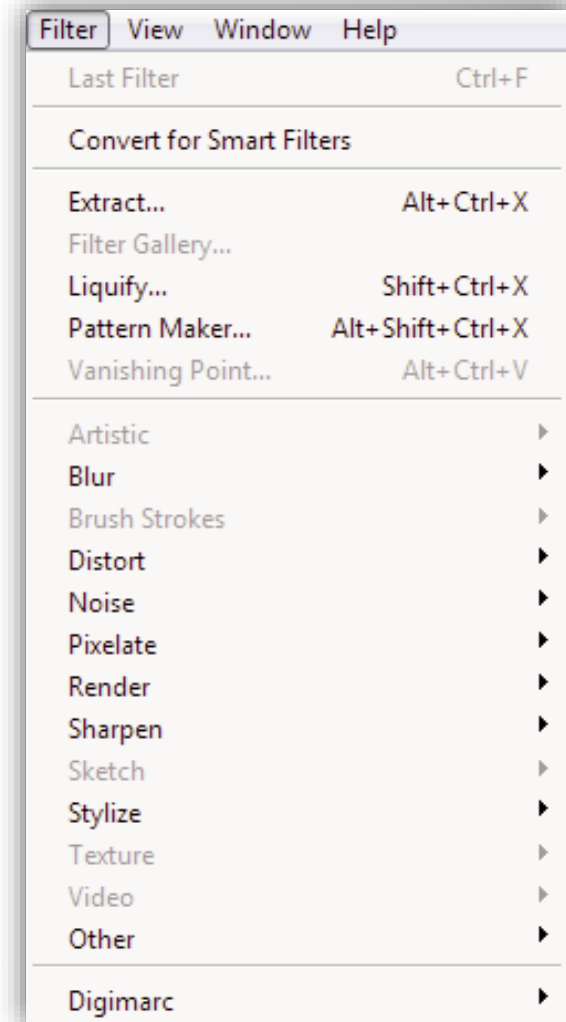 Filter View Window Help
Last Filter Ctrl+F
Convert for Smart Filters
Extract... Alt+Ctrl+X
Filter Gallery...
Liquify... Shift+Ctrl+X
Pattern Maker... Alt+Shift+Ctrl+X
Vanishing Point... Alt+Ctrl+V
Artistic
Blur
Brush Strokes
Distort
Noise
Pixelate
Render
Sharpen
Sketch
Stylize
Texture
Video
Other
Digimarc